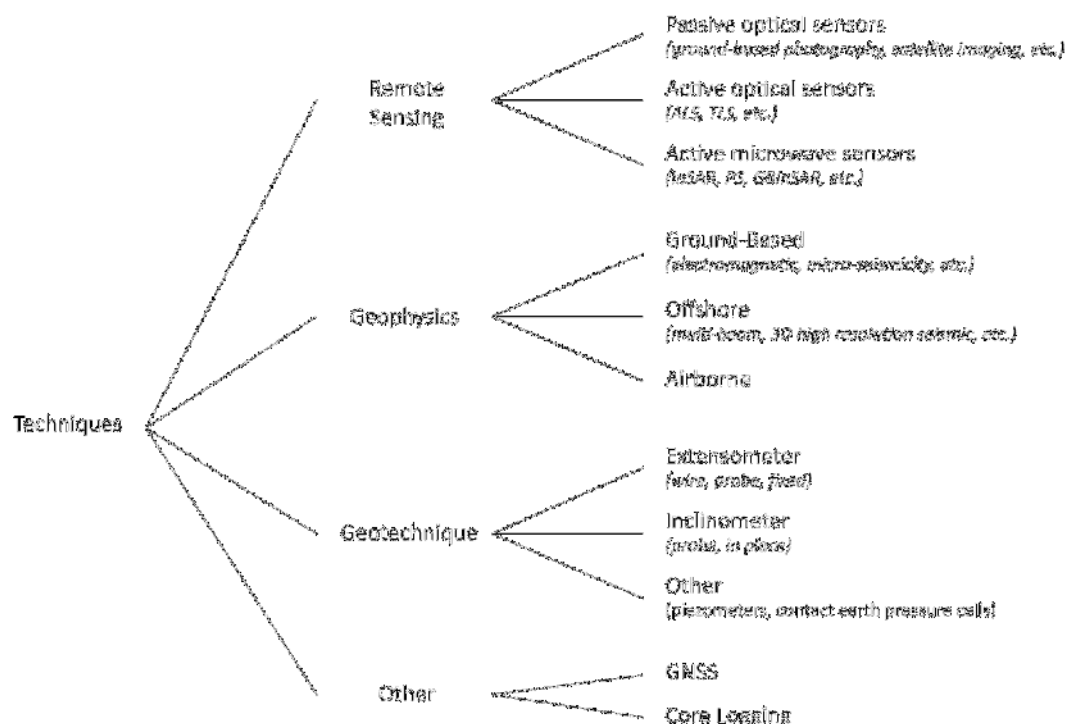 Passive optical sensors
(ground-based photography, satellite imaging, etc.)
Remote
Sensing
Active optical sensors
(ALS, TLS, etc.)
Active microwave sensors
(InSAR, PS, GBInSAR, etc.)
Ground-Based
(electromagnetic, micro-seismicity, etc.)
Geophysics
Offshore
(multi-beam, 3D high resolution seismic, etc.)
Airborne
Techniques
Extensometer
(wire, probe, fixed)
Geotechnique
Inclinometer
(probe, in place)
Other
(piezometers, contact earth pressure cells)
Other
GNSS
Core Logging